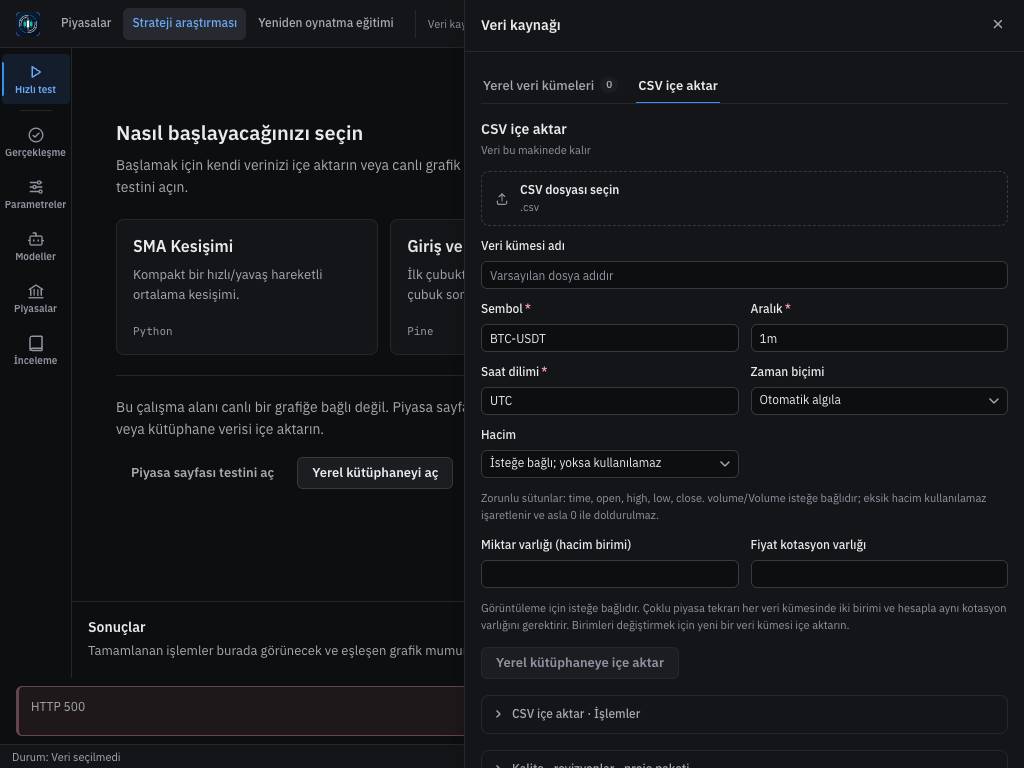 Piyasalar
Strateji araştırması
Yeniden oynatma eğitimi
Veri kay
Hızlı test
Gerçekleşme
Parametreler
Modeller
Piyasalar
İnceleme
Nasıl başlayacağınızı seçin
Başlamak için kendi verinizi içe aktarın veya canlı grafik
testini açın.
SMA Kesişimi
Kompakt bir hızlı/yavaş hareketli
ortalama kesişimi.
Python
Giriş ve
İlk çubukt
çubuk son
Pine
Bu çalışma alanı canlı bir grafiğe bağlı değil. Piyasa sayfa
veya kütüphane verisi içe aktarın.
Piyasa sayfası testini aç
Yerel kütüphaneyi aç
Sonuçlar
Tamamlanan işlemler burada görünecek ve eşleşen grafik mumu
HTTP 500
Durum: Veri seçilmedi
Veri kaynağı
Yerel veri kümeleri 0
CSV içe aktar
CSV içe aktar
Veri bu makinede kalır
CSV dosyası seçin
.csv
Veri kümesi adı
Varsayılan dosya adıdır
Sembol *
BTC-USDT
Aralık *
1m
Saat dilimi *
UTC
Zaman biçimi
Otomatik algıla
Hacim
İsteğe bağlı; yoksa kullanılamaz
Zorunlu sütunlar: time, open, high, low, close. volume/Volume isteğe bağlıdır; eksik hacim kullanılamaz
işaretlenir ve asla 0 ile doldurulmaz.
Miktar varlığı (hacim birimi)
Fiyat kotasyon varlığı
Görüntüleme için isteğe bağlıdır. Çoklu piyasa tekrarı her veri kümesinde iki birimi ve hesapla aynı kotasyon
varlığını gerektirir. Birimleri değiştirmek için yeni bir veri kümesi içe aktarın.
Yerel kütüphaneye içe aktar
CSV içe aktar · İşlemler
Kalite · revizyonlar · proje paketi